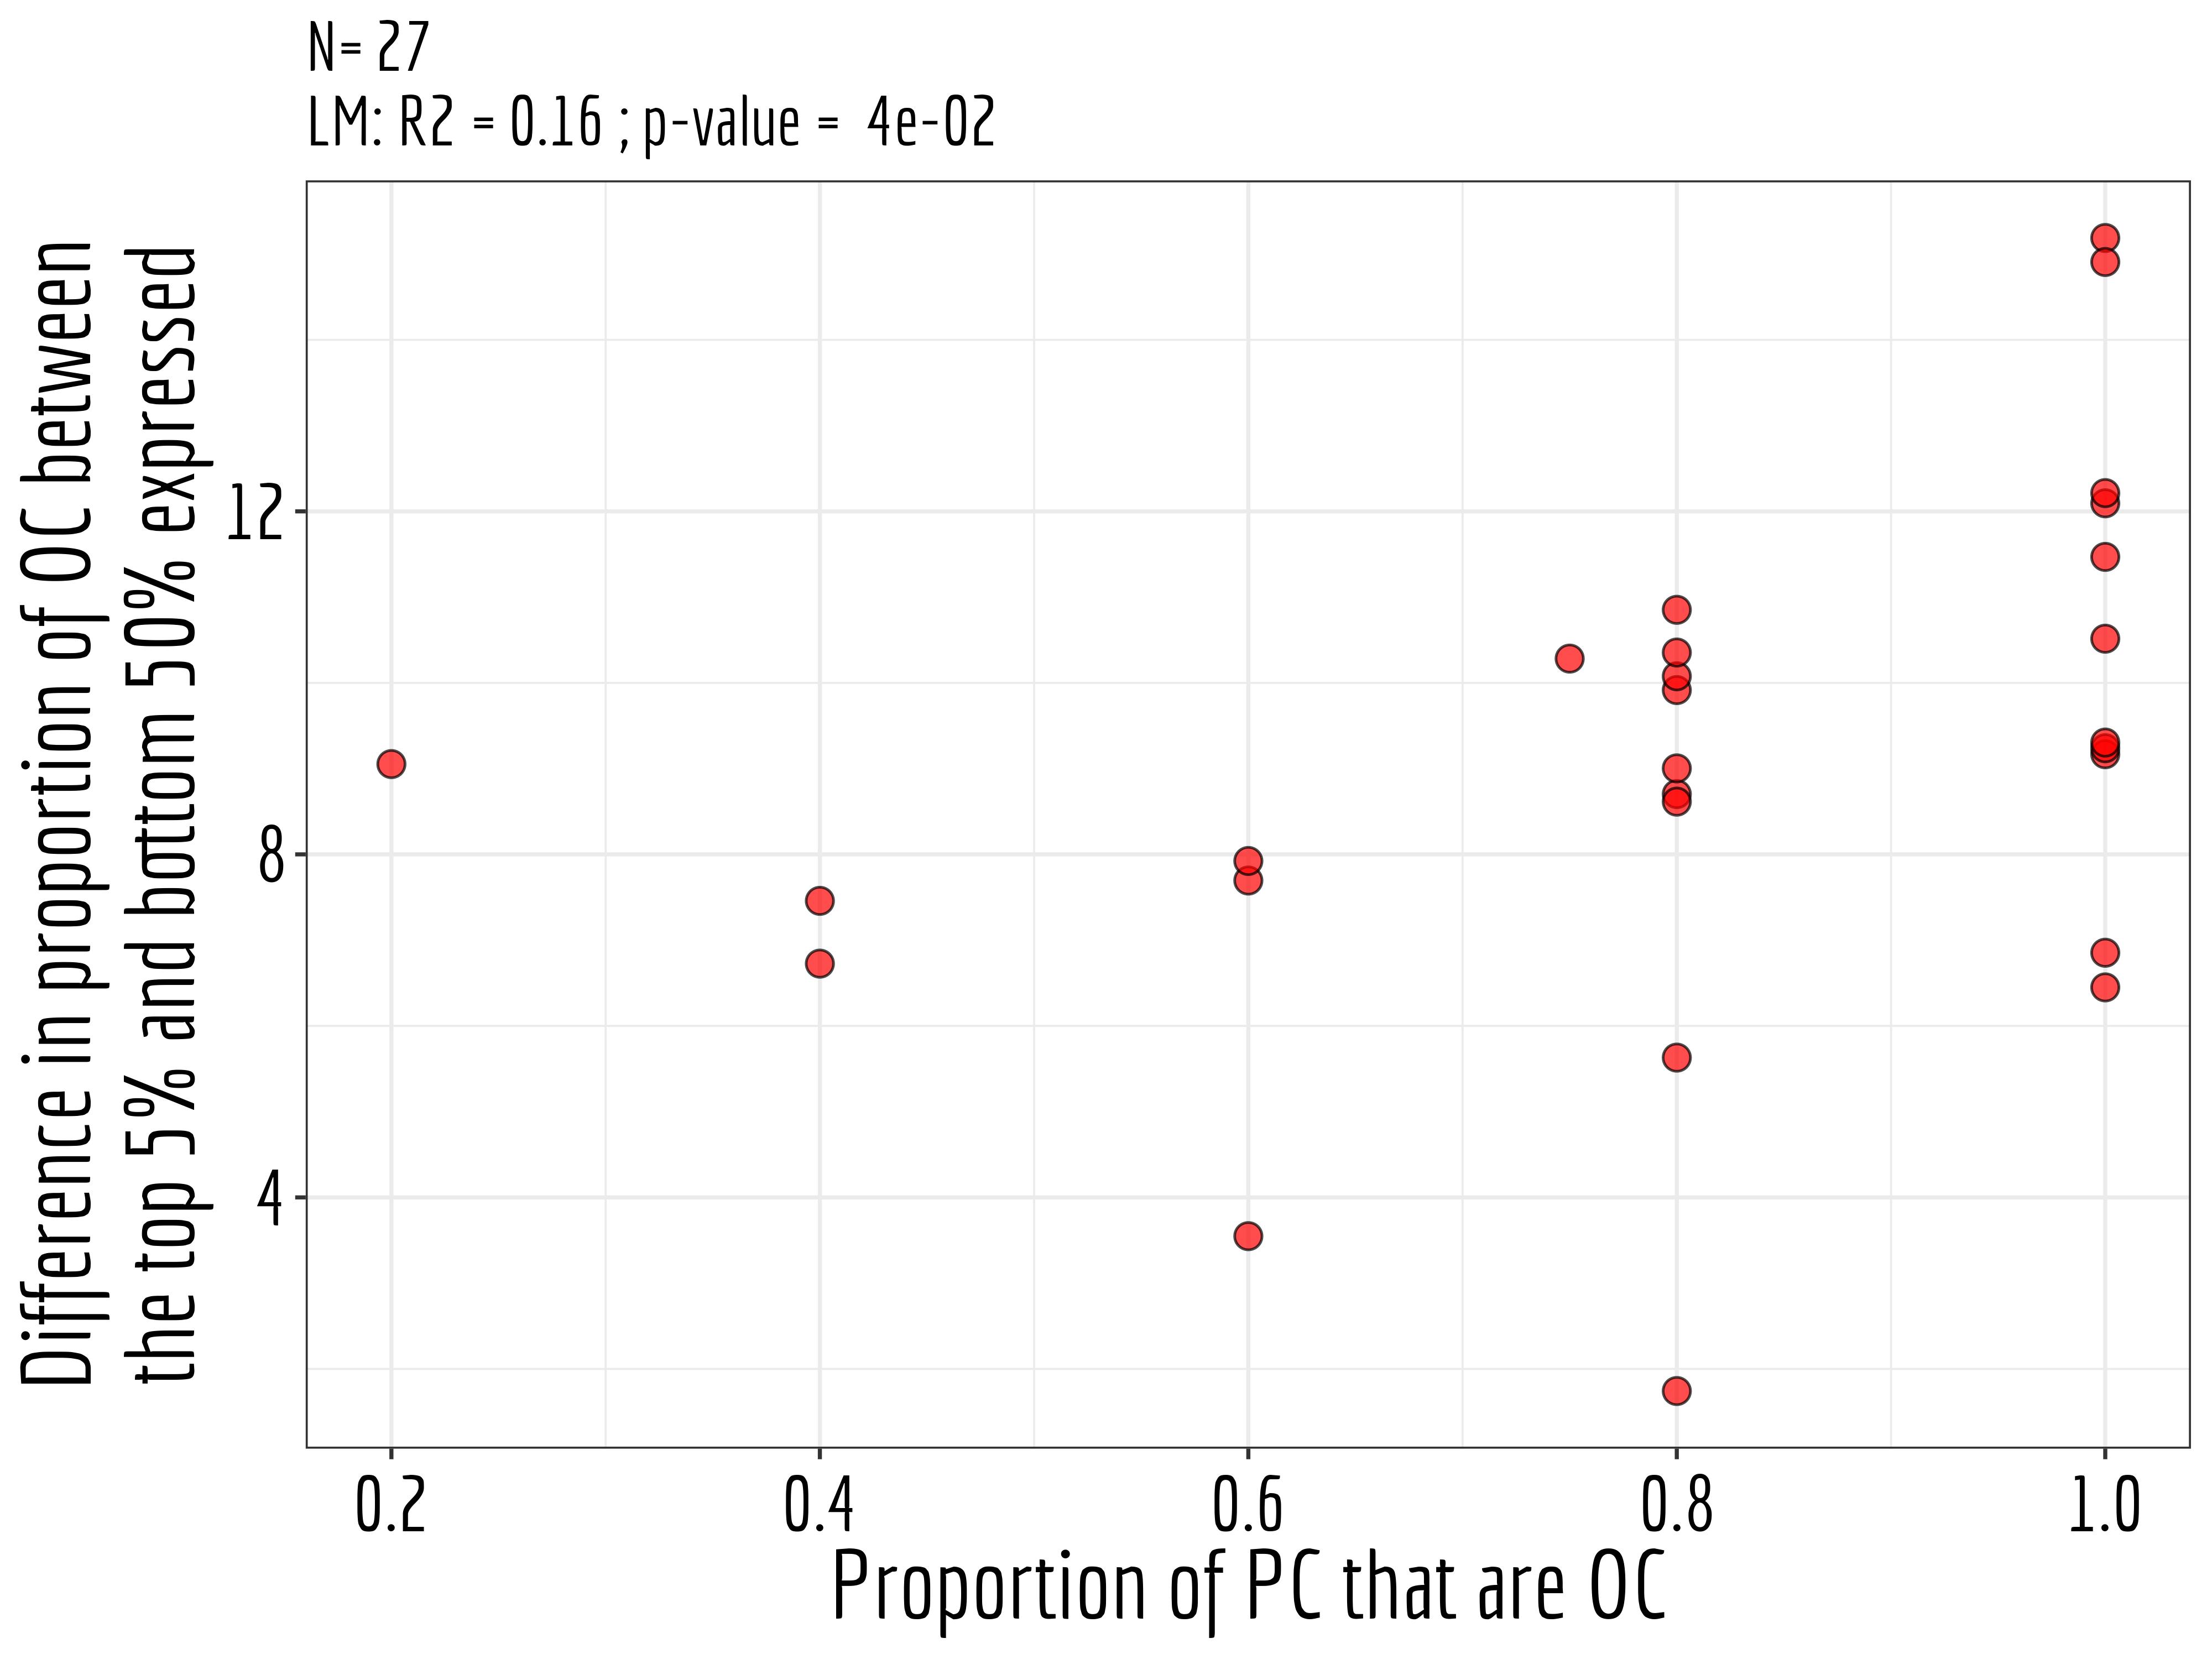 N= 27
LM: R2 = 0.16 ; p-value =  4e-02
Difference in proportion of OC between
the top 5% and bottom 50% expressed
12
8
4
0.2 0.4 0.6 0.8 1.0
Proportion of PC that are OC